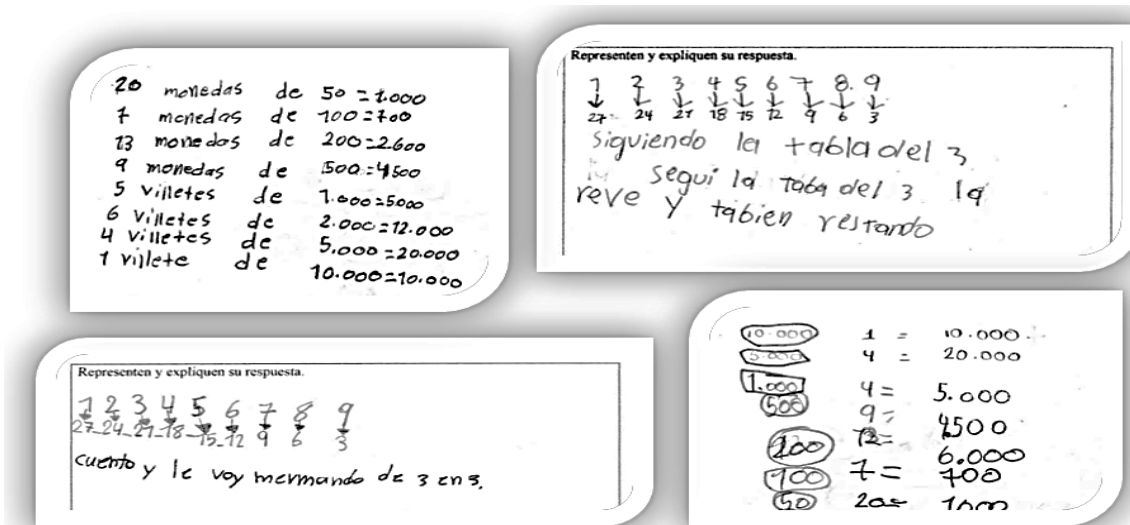 20 monedas de 50 = 1.000
7 monedas de 100 = 700
13 monedas de 200 = 2.600
9 monedas de 500 = 4500
5 villetes de 1.000 = 5000
6 villetes de 2.000 = 12.000
4 villetes de 5.000 = 20.000
1 villete de 10.000 = 10.000
Representen y expliquen su respuesta.
1 2 3 4 5 6 7 8. 9
27 24 21 18 15 12 9 6 3
siguiendo la tabla del 3
segui la taba del 3 la
reve y tabien restando
Representen y expliquen su respuesta.
1 2 3 4 5 6 7 8 9
27-24-21-18-15-12 9 6 3
cuento y le voy mermando de 3 en 3.
10.000 1 = 10.000
5.000 4 = 20.000
1.000 4 = 5.000
500 9 = 4500
200 = 6.000
100 7 = 700
50 20 = 1000